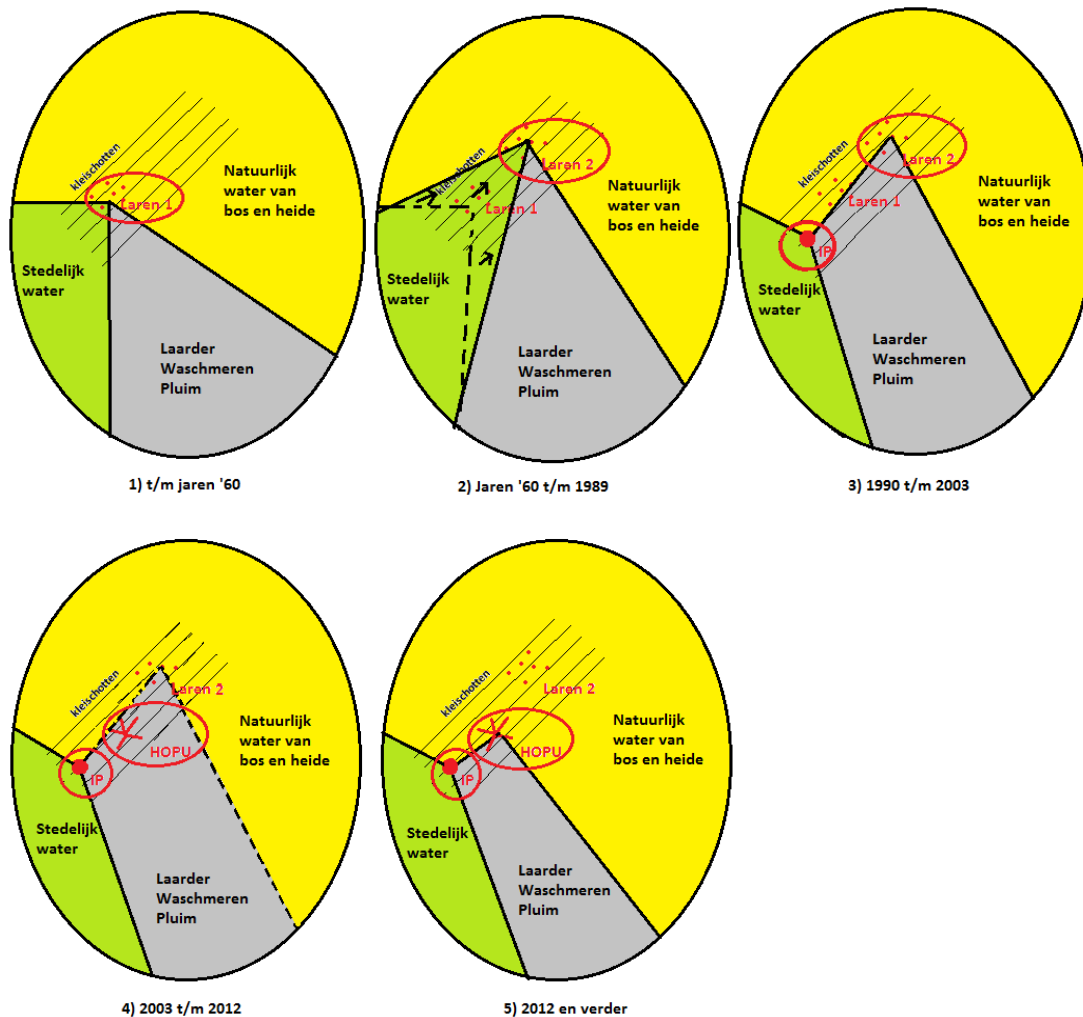 kleischotten
Natuurlijk
water van
bos en heide
Laren 1
Stedelijk
water
Laarder
Waschmeren
Pluim
1) t/m jaren '60
kleischotten
Laren 2
Laren 1
Natuurlijk
water van
bos en heide
Stedelijk
water
Laarder
Waschmeren
Pluim
2) Jaren '60 t/m 1989
kleischotten
Laren 2
Laren 1
Natuurlijk
water van
bos en heide
IP
Stedelijk
water
Laarder
Waschmeren
Pluim
3) 1990 t/m 2003
kleischotten
Laren 2
Natuurlijk
water van
bos en heide
HOPU
IP
Stedelijk
water
Laarder
Waschmeren
Pluim
4) 2003 t/m 2012
kleischotten
Laren 2
Natuurlijk
water van
bos en heide
HOPU
IP
Stedelijk
water
Laarder
Waschmeren
Pluim
5) 2012 en verder